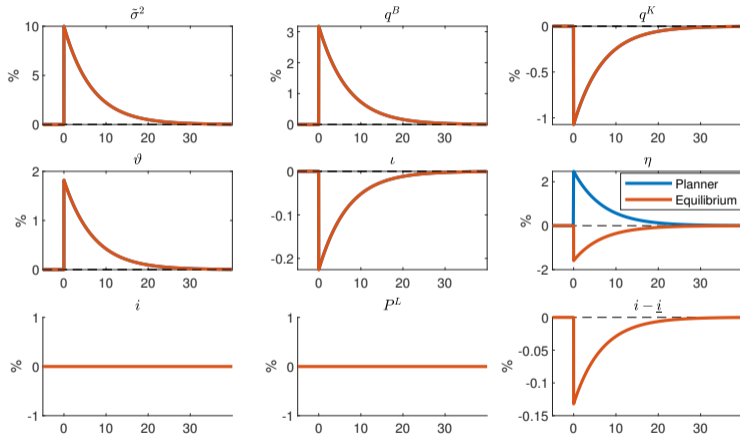 σ̃² q^B q^K
10 3 0
% 5 % 2 % -0.5
1
0 0 -1
0 10 20 30 0 10 20 30 0 10 20 30
ϑ ι η
2 0 Planner
2
Equilibrium
% 1 % -0.1 % 0
-0.2
0 -2
0 10 20 30 0 10 20 30 0 10 20 30
i P^L i − i̲
1 1 0
-0.05
% 0 % 0 %
-0.1
-1 -1 -0.15
0 10 20 30 0 10 20 30 0 10 20 30